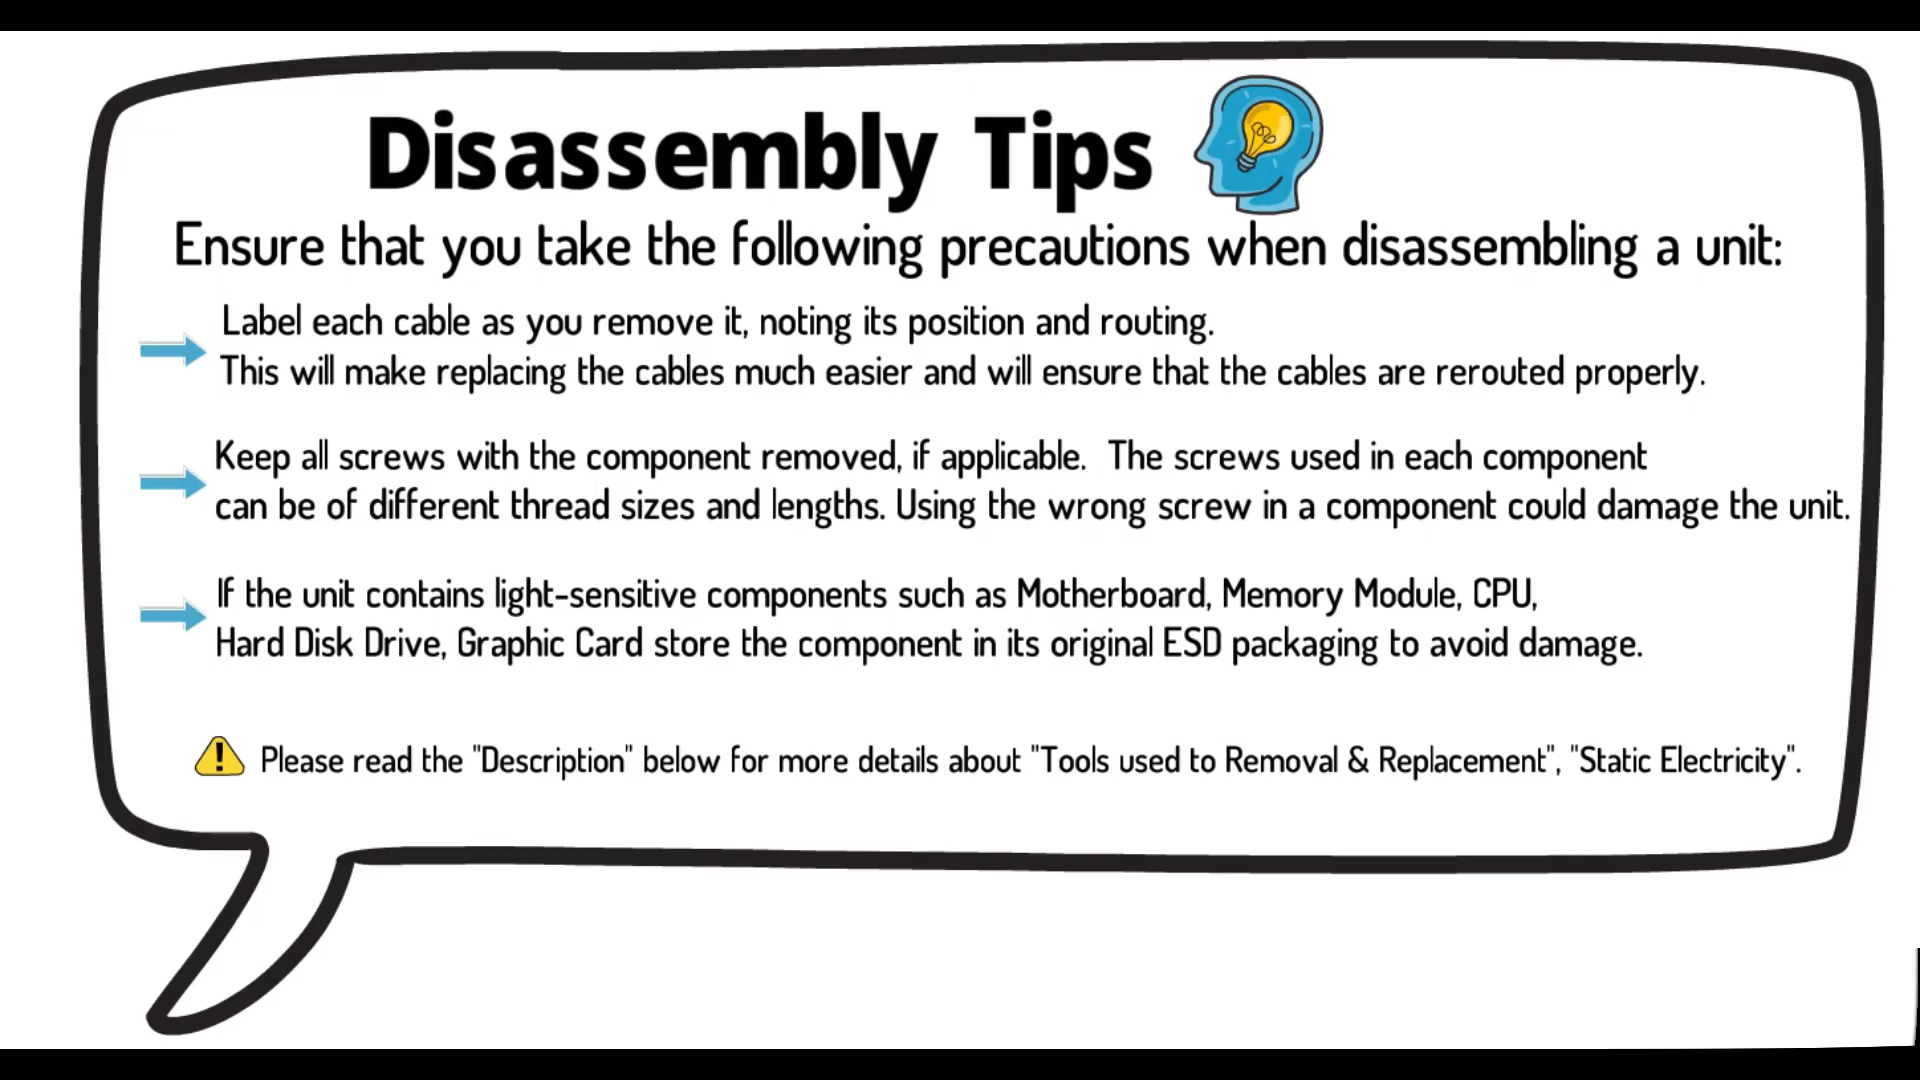 Disassembly Tips
Ensure that you take the following precautions when disassembling a unit:
Label each cable as you remove it, noting its position and routing.
This will make replacing the cables much easier and will ensure that the cables are rerouted properly.
Keep all screws with the component removed, if applicable. The screws used in each component
can be of different thread sizes and lengths. Using the wrong screw in a component could damage the unit.
If the unit contains light-sensitive components such as Motherboard, Memory Module, CPU,
Hard Disk Drive, Graphic Card store the component in its original ESD packaging to avoid damage.
Please read the "Description" below for more details about "Tools used to Removal & Replacement", "Static Electricity".